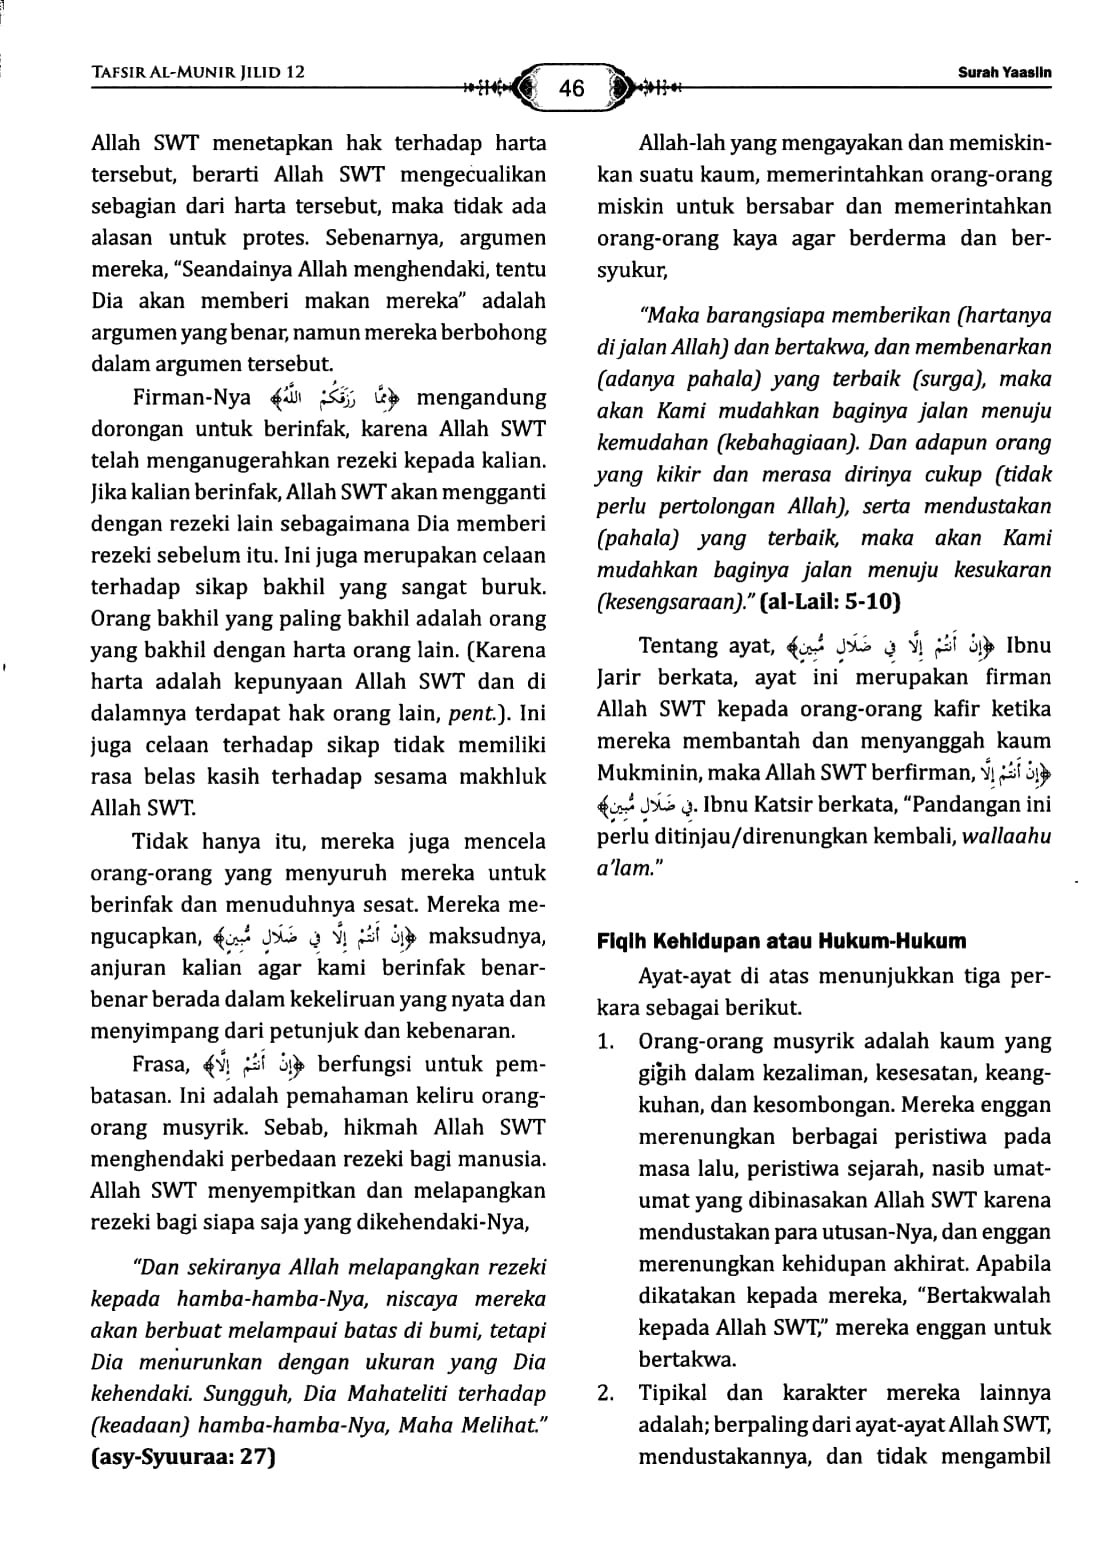 TAFSIR AL-MUNIR JILID 12
46
Surah Yaasiin
Allah SWT menetapkan hak terhadap harta
tersebut, berarti Allah SWT mengecualikan
sebagian dari harta tersebut, maka tidak ada
alasan untuk protes. Sebenarnya, argumen
mereka, “Seandainya Allah menghendaki, tentu
Dia akan memberi makan mereka” adalah
argumen yang benar, namun mereka berbohong
dalam argumen tersebut.
Firman-Nya ﴿مِمَّا رَزَقَكُمُ اللَّهُ﴾ mengandung
dorongan untuk berinfak, karena Allah SWT
telah menganugerahkan rezeki kepada kalian.
Jika kalian berinfak, Allah SWT akan mengganti
dengan rezeki lain sebagaimana Dia memberi
rezeki sebelum itu. Ini juga merupakan celaan
terhadap sikap bakhil yang sangat buruk.
Orang bakhil yang paling bakhil adalah orang
yang bakhil dengan harta orang lain. (Karena
harta adalah kepunyaan Allah SWT dan di
dalamnya terdapat hak orang lain, pent.). Ini
juga celaan terhadap sikap tidak memiliki
rasa belas kasih terhadap sesama makhluk
Allah SWT.
Tidak hanya itu, mereka juga mencela
orang-orang yang menyuruh mereka untuk
berinfak dan menuduhnya sesat. Mereka me-
ngucapkan, ﴿إِنْ أَنتُمْ إِلَّا فِي ضَلَالٍ مُّبِينٍ﴾ maksudnya,
anjuran kalian agar kami berinfak benar-
benar berada dalam kekeliruan yang nyata dan
menyimpang dari petunjuk dan kebenaran.
Frasa, ﴿إِنْ أَنتُمْ إِلَّا﴾ berfungsi untuk pem-
batasan. Ini adalah pemahaman keliru orang-
orang musyrik. Sebab, hikmah Allah SWT
menghendaki perbedaan rezeki bagi manusia.
Allah SWT menyempitkan dan melapangkan
rezeki bagi siapa saja yang dikehendaki-Nya,
“Dan sekiranya Allah melapangkan rezeki
kepada hamba-hamba-Nya, niscaya mereka
akan berbuat melampaui batas di bumi, tetapi
Dia menurunkan dengan ukuran yang Dia
kehendaki. Sungguh, Dia Mahateliti terhadap
(keadaan) hamba-hamba-Nya, Maha Melihat.”
(asy-Syuuraa: 27)
Allah-lah yang mengayakan dan memiskin-
kan suatu kaum, memerintahkan orang-orang
miskin untuk bersabar dan memerintahkan
orang-orang kaya agar berderma dan ber-
syukur,
“Maka barangsiapa memberikan (hartanya
di jalan Allah) dan bertakwa, dan membenarkan
(adanya pahala) yang terbaik (surga), maka
akan Kami mudahkan baginya jalan menuju
kemudahan (kebahagiaan). Dan adapun orang
yang kikir dan merasa dirinya cukup (tidak
perlu pertolongan Allah), serta mendustakan
(pahala) yang terbaik, maka akan Kami
mudahkan baginya jalan menuju kesukaran
(kesengsaraan).” (al-Lail: 5-10)
Tentang ayat, ﴿إِنْ أَنتُمْ إِلَّا فِي ضَلَالٍ مُّبِينٍ﴾ Ibnu
Jarir berkata, ayat ini merupakan firman
Allah SWT kepada orang-orang kafir ketika
mereka membantah dan menyanggah kaum
Mukminin, maka Allah SWT berfirman, ﴿إِنْ أَنتُمْ إِلَّا
فِي ضَلَالٍ مُّبِينٍ﴾. Ibnu Katsir berkata, “Pandangan ini
perlu ditinjau/direnungkan kembali, wallaahu
a’lam.”
Fiqih Kehidupan atau Hukum-Hukum
Ayat-ayat di atas menunjukkan tiga per-
kara sebagai berikut.
1. Orang-orang musyrik adalah kaum yang
gigih dalam kezaliman, kesesatan, keang-
kuhan, dan kesombongan. Mereka enggan
merenungkan berbagai peristiwa pada
masa lalu, peristiwa sejarah, nasib umat-
umat yang dibinasakan Allah SWT karena
mendustakan para utusan-Nya, dan enggan
merenungkan kehidupan akhirat. Apabila
dikatakan kepada mereka, “Bertakwalah
kepada Allah SWT,” mereka enggan untuk
bertakwa.
2. Tipikal dan karakter mereka lainnya
adalah; berpaling dari ayat-ayat Allah SWT,
mendustakannya, dan tidak mengambil